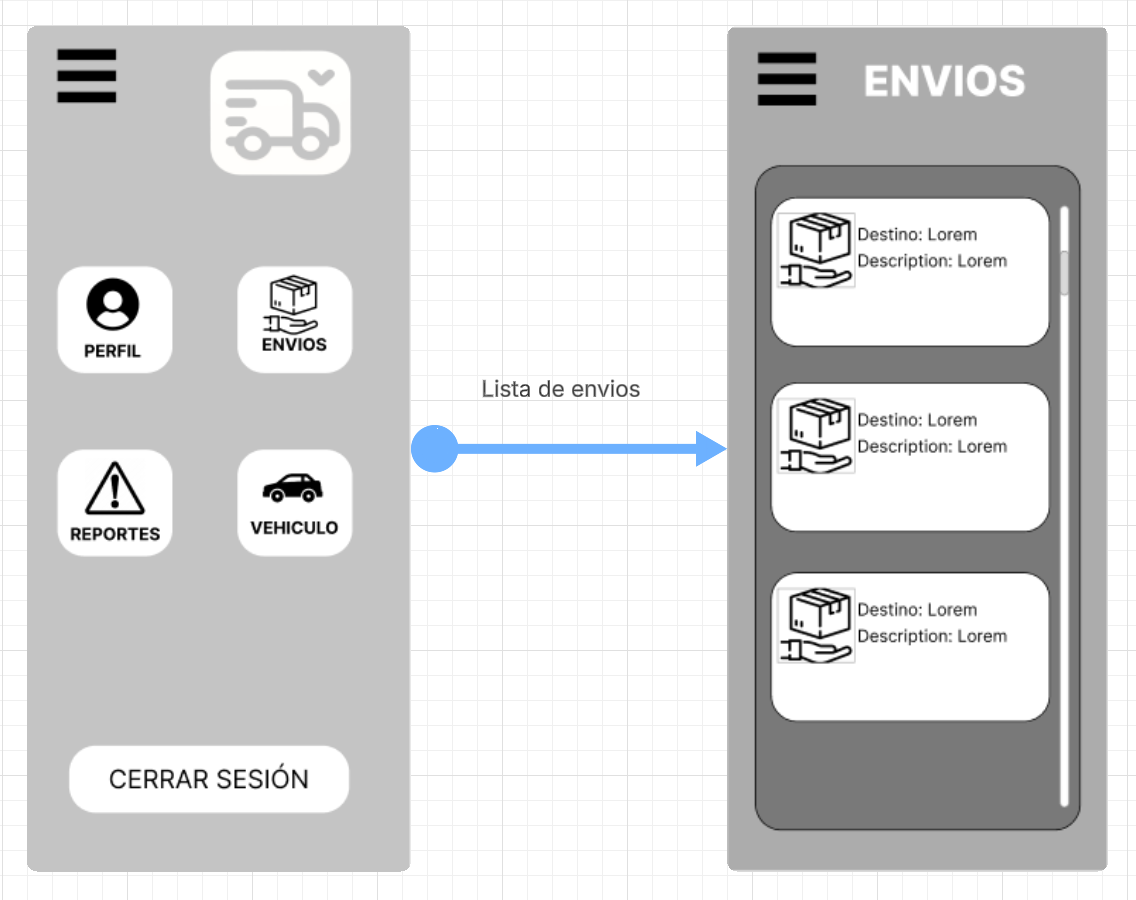 PERFIL
ENVIOS
REPORTES
VEHICULO
CERRAR SESIÓN
Lista de envios
ENVIOS
Destino: Lorem
Description: Lorem
Destino: Lorem
Description: Lorem
Destino: Lorem
Description: Lorem